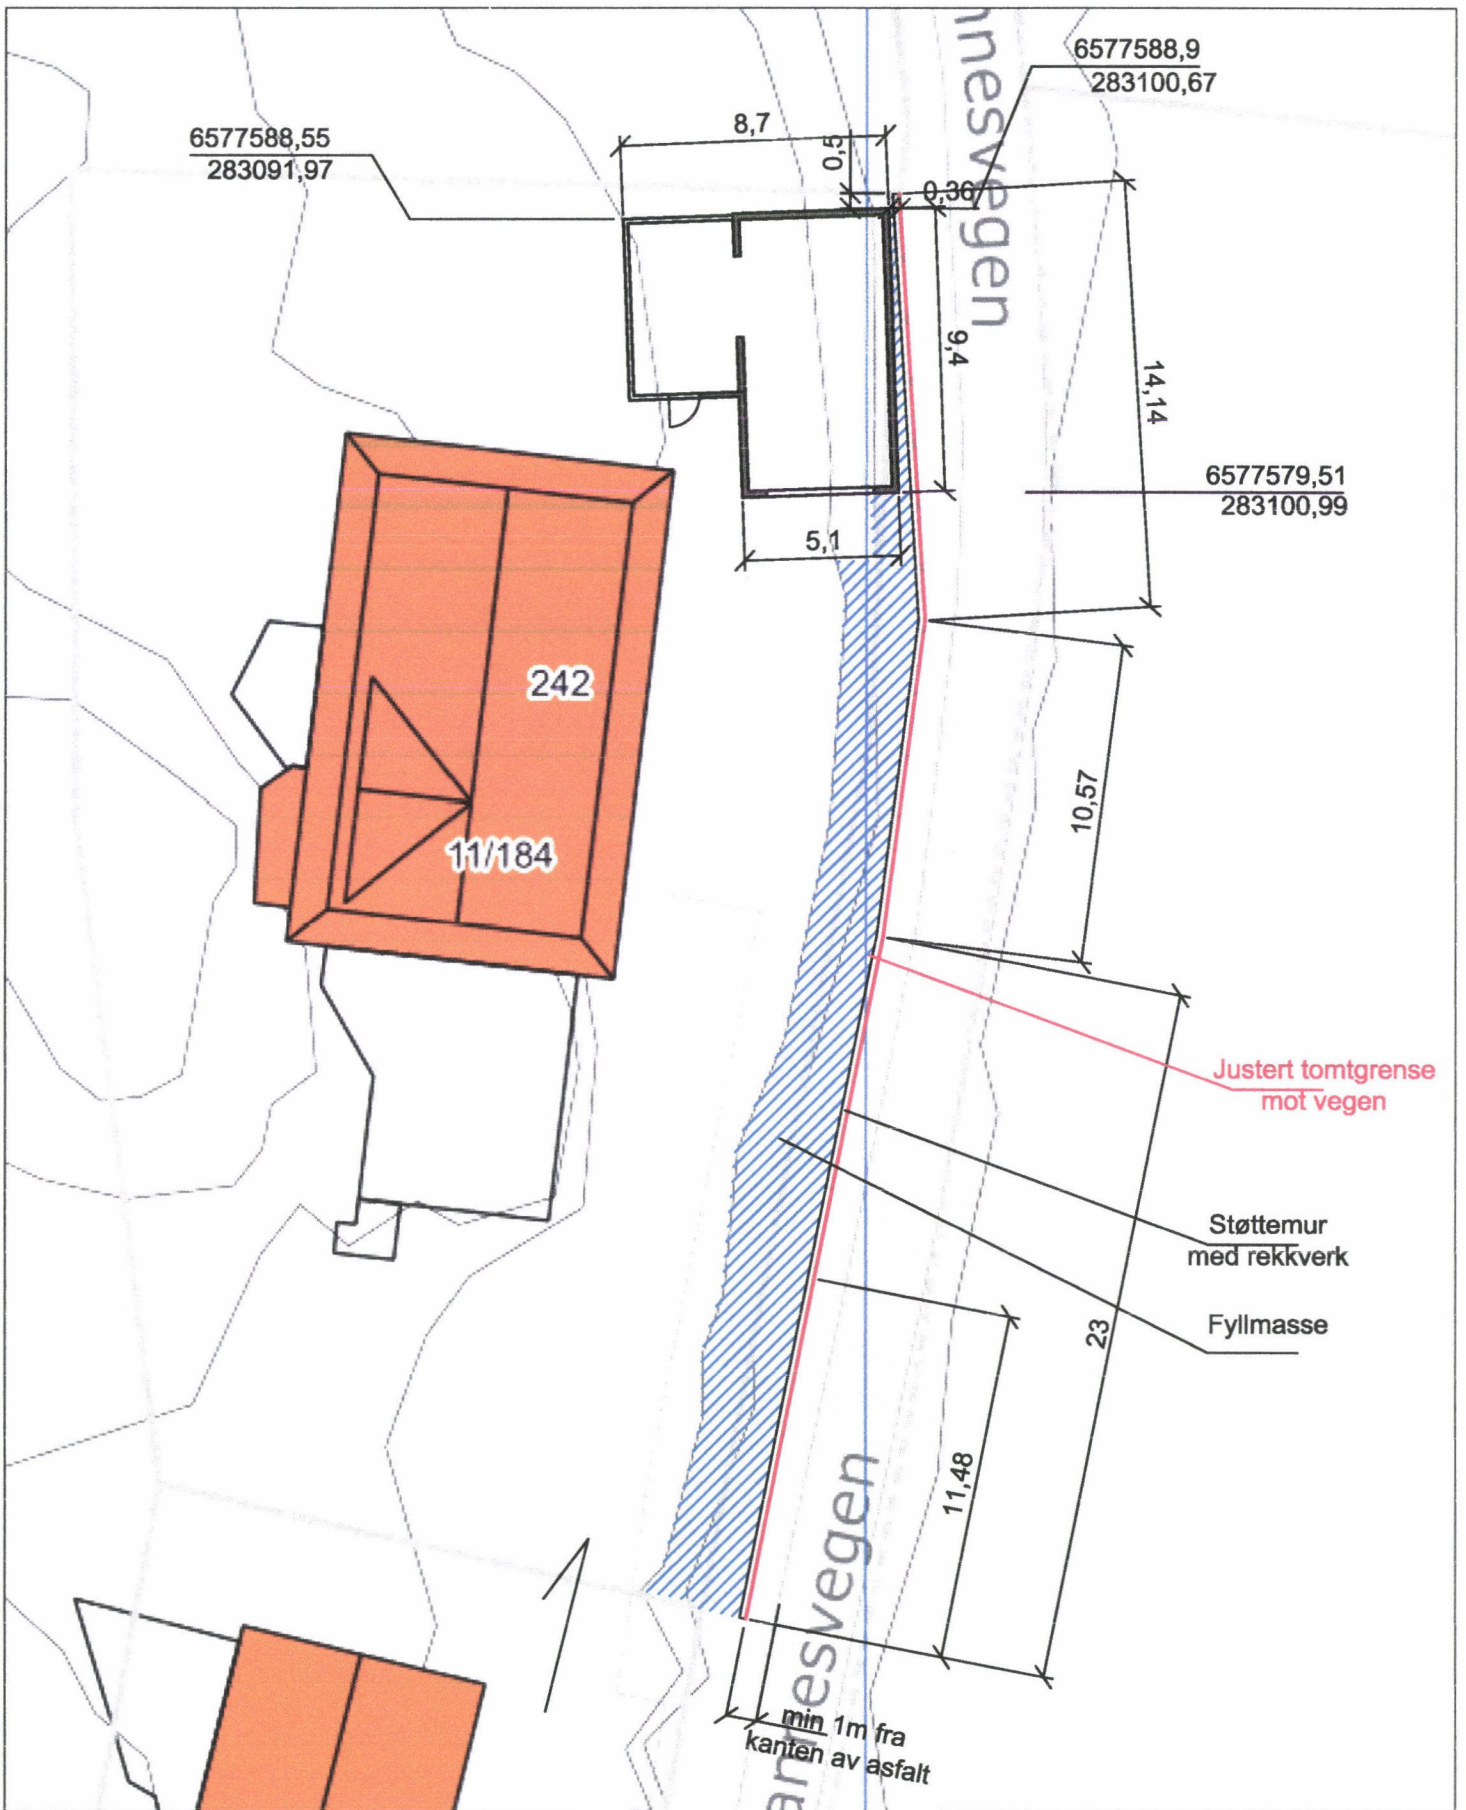 nnesvegen
6577588,9
283100,67
6577588,55
283091,97
8,7
0,5
0,36
9,4
14,14
6577579,51
283100,99
5,1
242
10,57
11/184
Justert tomtgrense
mot vegen
Støttemur
med rekkverk
Fyllmasse
23
11,48
annesvegen
min 1m fra
kanten av asfalt